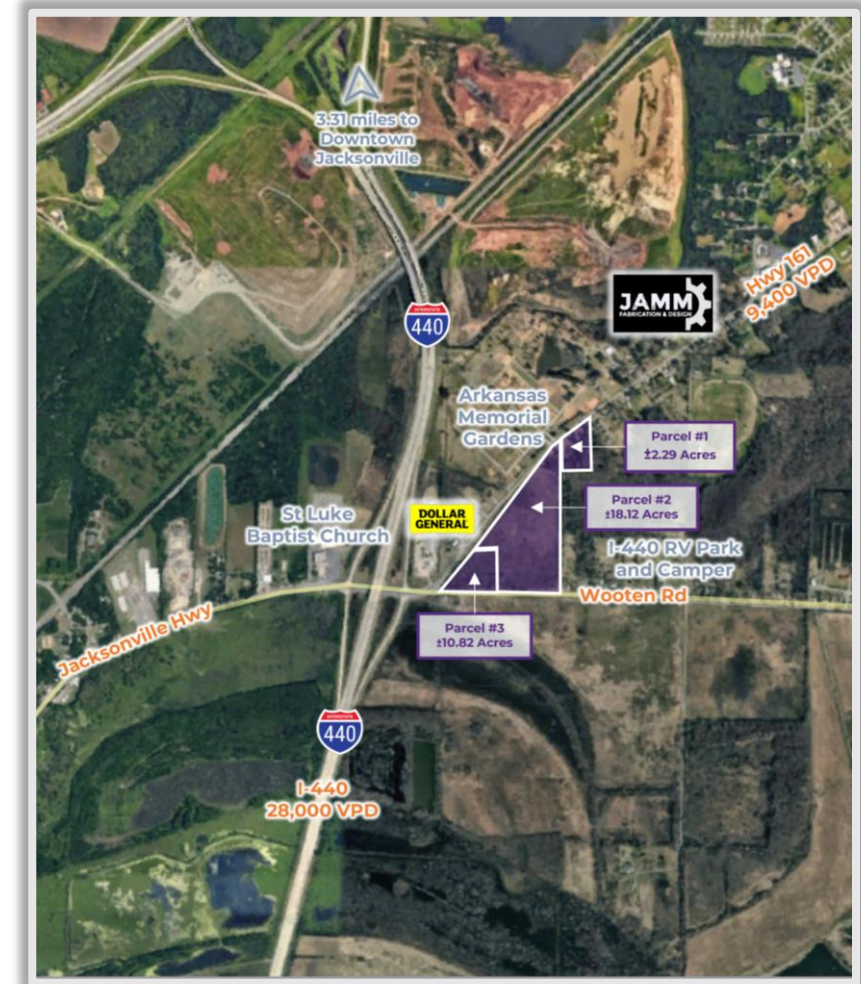 3.31 miles to
Downtown
Jacksonville
Hwy 161
9,400 VPD
JAMM
FABRICATION & DESIGN
INTERSTATE
440
Arkansas
Memorial
Gardens
Parcel #1
±2.29 Acres
Parcel #2
±18.12 Acres
St Luke
Baptist Church
DOLLAR
GENERAL
I-440 RV Park
and Camper
Wooten Rd
Parcel #3
±10.82 Acres
Jacksonville Hwy
INTERSTATE
440
I-440
28,000 VPD